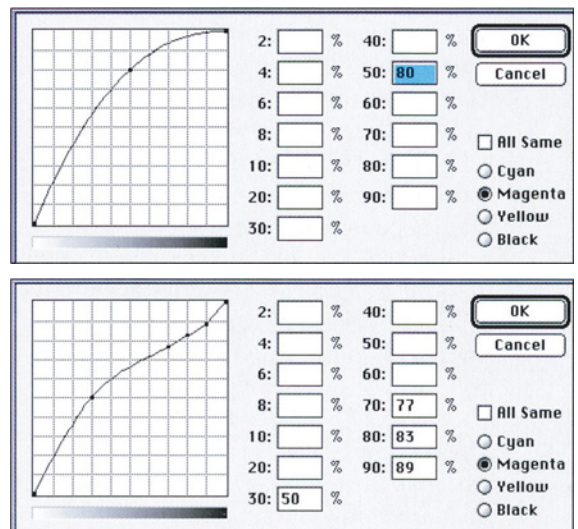 2: % 40: % OK
4: % 50: 80 % Cancel
6: % 60: %
8: % 70: % All Same
10: % 80: % Cyan
20: % 90: % Magenta
30: % Yellow
Black
2: % 40: % OK
4: % 50: % Cancel
6: % 60: %
8: % 70: 77 % All Same
10: % 80: 83 % Cyan
20: % 90: 89 % Magenta
30: 50 % Yellow
Black